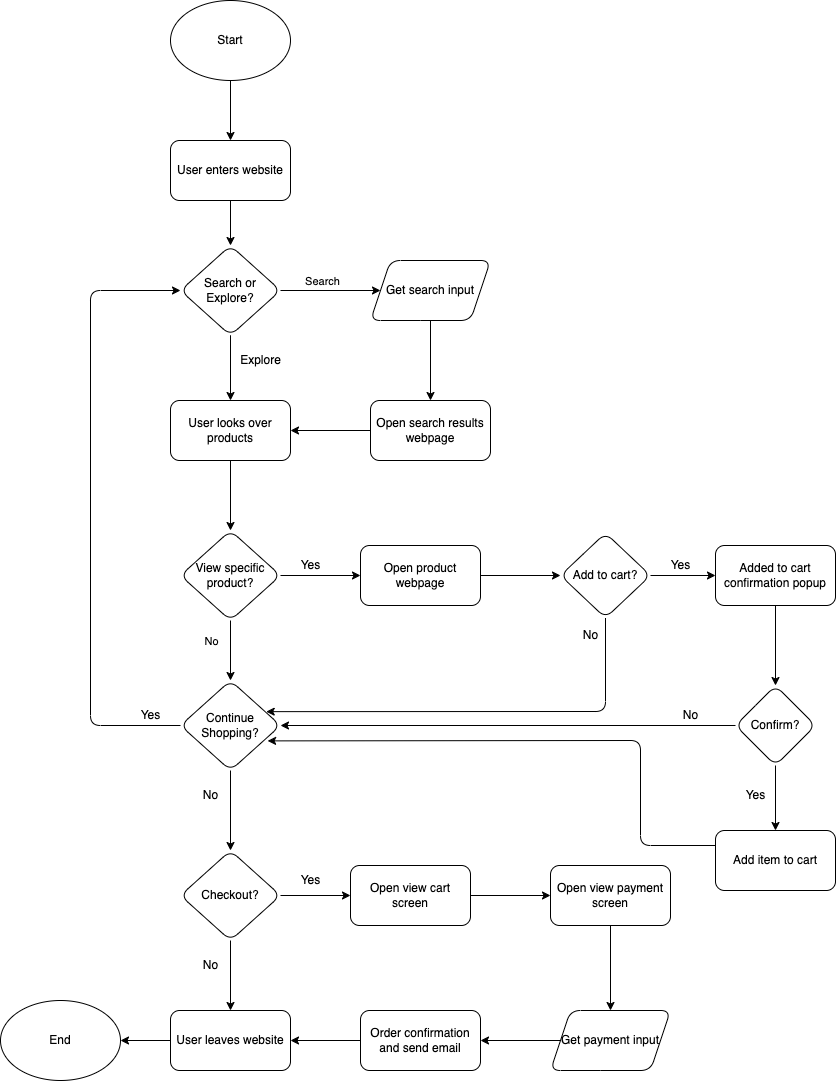 Start
User enters website
Search or
Explore?
Search
Get search input
Explore
User looks over
products
Open search results
webpage
View specific
product?
Yes
Open product
webpage
Add to cart?
Yes
Added to cart
confirmation popup
No
No
Continue
Shopping?
Yes
No
Confirm?
Yes
Add item to cart
No
Checkout?
Yes
Open view cart
screen
Open view payment
screen
No
End
User leaves website
Order confirmation
and send email
Get payment input